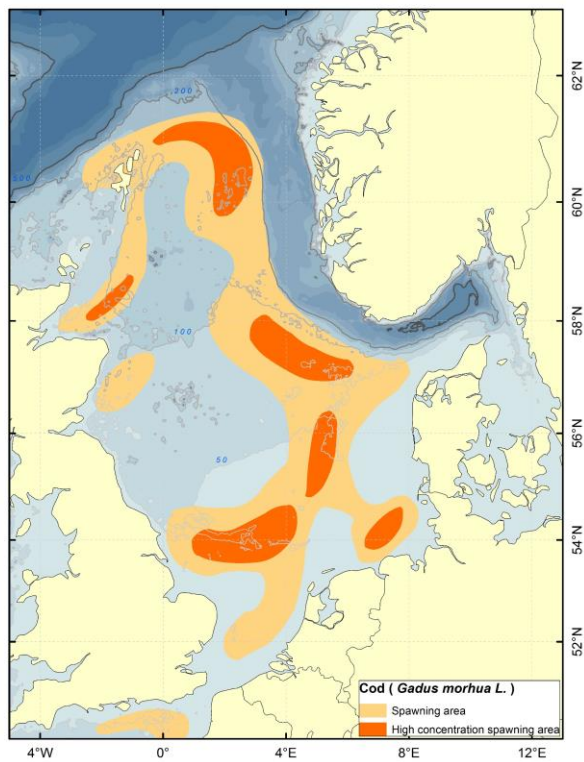 200
62°N
500
60°N
100
58°N
56°N
50
54°N
52°N
Cod ( Gadus morhua L. )
Spawning area
High concentration spawning area
4°W 0° 4°E 8°E 12°E